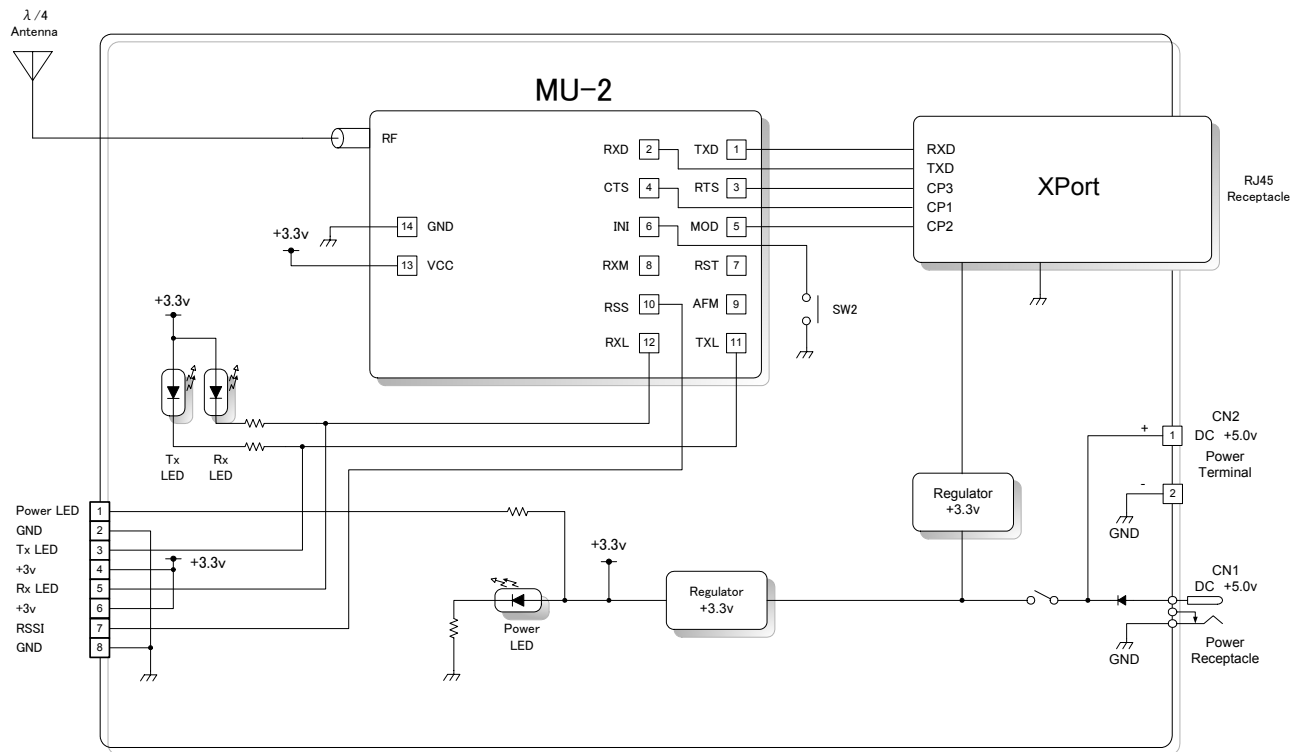 λ/4
Antenna
MU-2
RF
RXD 2 TXD 1
CTS 4 RTS 3
INI 6 MOD 5
RXM 8 RST 7
RSS 10 AFM 9
RXL 12 TXL 11
14 GND
13 VCC
+3.3v
RXD
TXD
CP3
CP1
CP2
XPort
RJ45
Receptacle
SW2
+3.3v
Tx
LED
Rx
LED
Power LED 1
GND 2
Tx LED 3
+3v 4
Rx LED 5
+3v 6
RSSI 7
GND 8
+3.3v
+3.3v
Power
LED
Regulator
+3.3v
Regulator
+3.3v
+ 1
- 2
CN2
DC +5.0v
Power
Terminal
GND
CN1
DC +5.0v
GND
Power
Receptacle